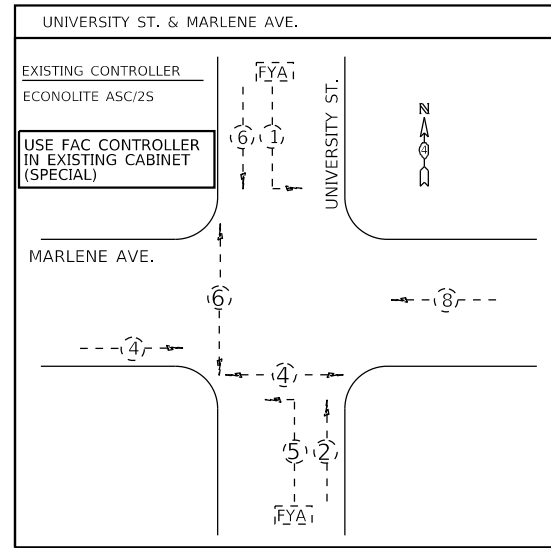 UNIVERSITY ST. & MARLENE AVE.
EXISTING CONTROLLER
ECONOLITE ASC/2S
USE FAC CONTROLLER
IN EXISTING CABINET
(SPECIAL)
FYA
6
1
UNIVERSITY ST.
N
4
MARLENE AVE.
6
8
4
4
5
2
FYA